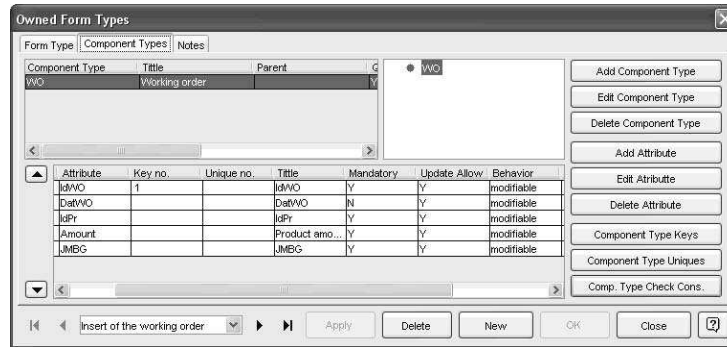 Owned Form Types
Form Type Component Types Notes
Component Type Tittle Parent
WO Working order Y
WO
Add Component Type
Edit Component Type
Delete Component Type
Add Attribute
Edit Atributte
Delete Attribute
Component Type Keys
Component Type Uniques
Comp. Type Check Cons.
Attribute Key no. Unique no. Tittle Mandatory Update Allow Behavior
IdWO 1 IdWO Y Y modifiable
DatWO DatWO N Y modifiable
IdPr IdPr Y Y modifiable
Amount Product amo... Y Y modifiable
JMBG JMBG Y Y modifiable
Insert of the working order Apply Delete New OK Close ?